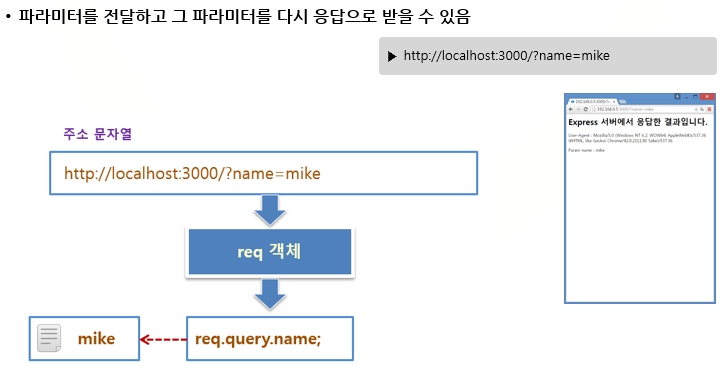 • 파라미터를 전달하고 그 파라미터를 다시 응답으로 받을 수 있음
▶ http://localhost:3000/?name=mike
Express 서버에서 응답한 결과입니다.
User-Agent : Mozilla/5.0 (Windows NT 6.2; WOW64) AppleWebKit/537.36
(KHTML, like Gecko) Chrome/42.0.2311.90 Safari/537.36
Param name : mike
주소 문자열
http://localhost:3000/?name=mike
req 객체
mike
req.query.name;